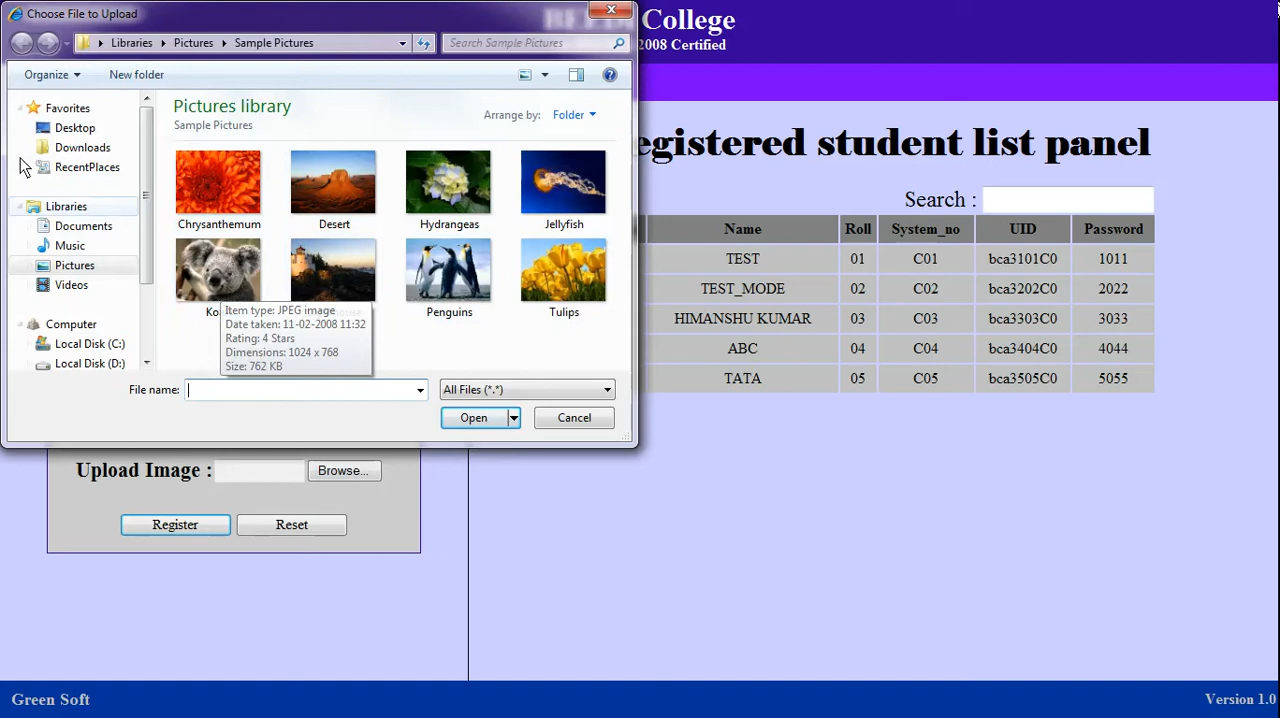 Choose File to Upload
College
2008 Certified
Libraries
Pictures
Sample Pictures
Search Sample Pictures
Organize
New folder
Favorites
Desktop
Downloads
RecentPlaces
Libraries
Documents
Music
Pictures
Videos
Computer
Local Disk (C:)
Local Disk (D:)
Pictures library
Sample Pictures
Arrange by: Folder
Chrysanthemum
Desert
Hydrangeas
Jellyfish
Penguins
Tulips
Item type: JPEG image
Date taken: 11-02-2008 11:32
Rating: 4 Stars
Dimensions: 1024 x 768
Size: 762 KB
File name:
All Files (*.*)
Open
Cancel
egistered student list panel
Search :
Name Roll System_no UID Password
TEST 01 C01 bca3101C0 1011
TEST_MODE 02 C02 bca3202C0 2022
HIMANSHU KUMAR 03 C03 bca3303C0 3033
ABC 04 C04 bca3404C0 4044
TATA 05 C05 bca3505C0 5055
Upload Image :
Browse...
Register
Reset
Green Soft
Version 1.0